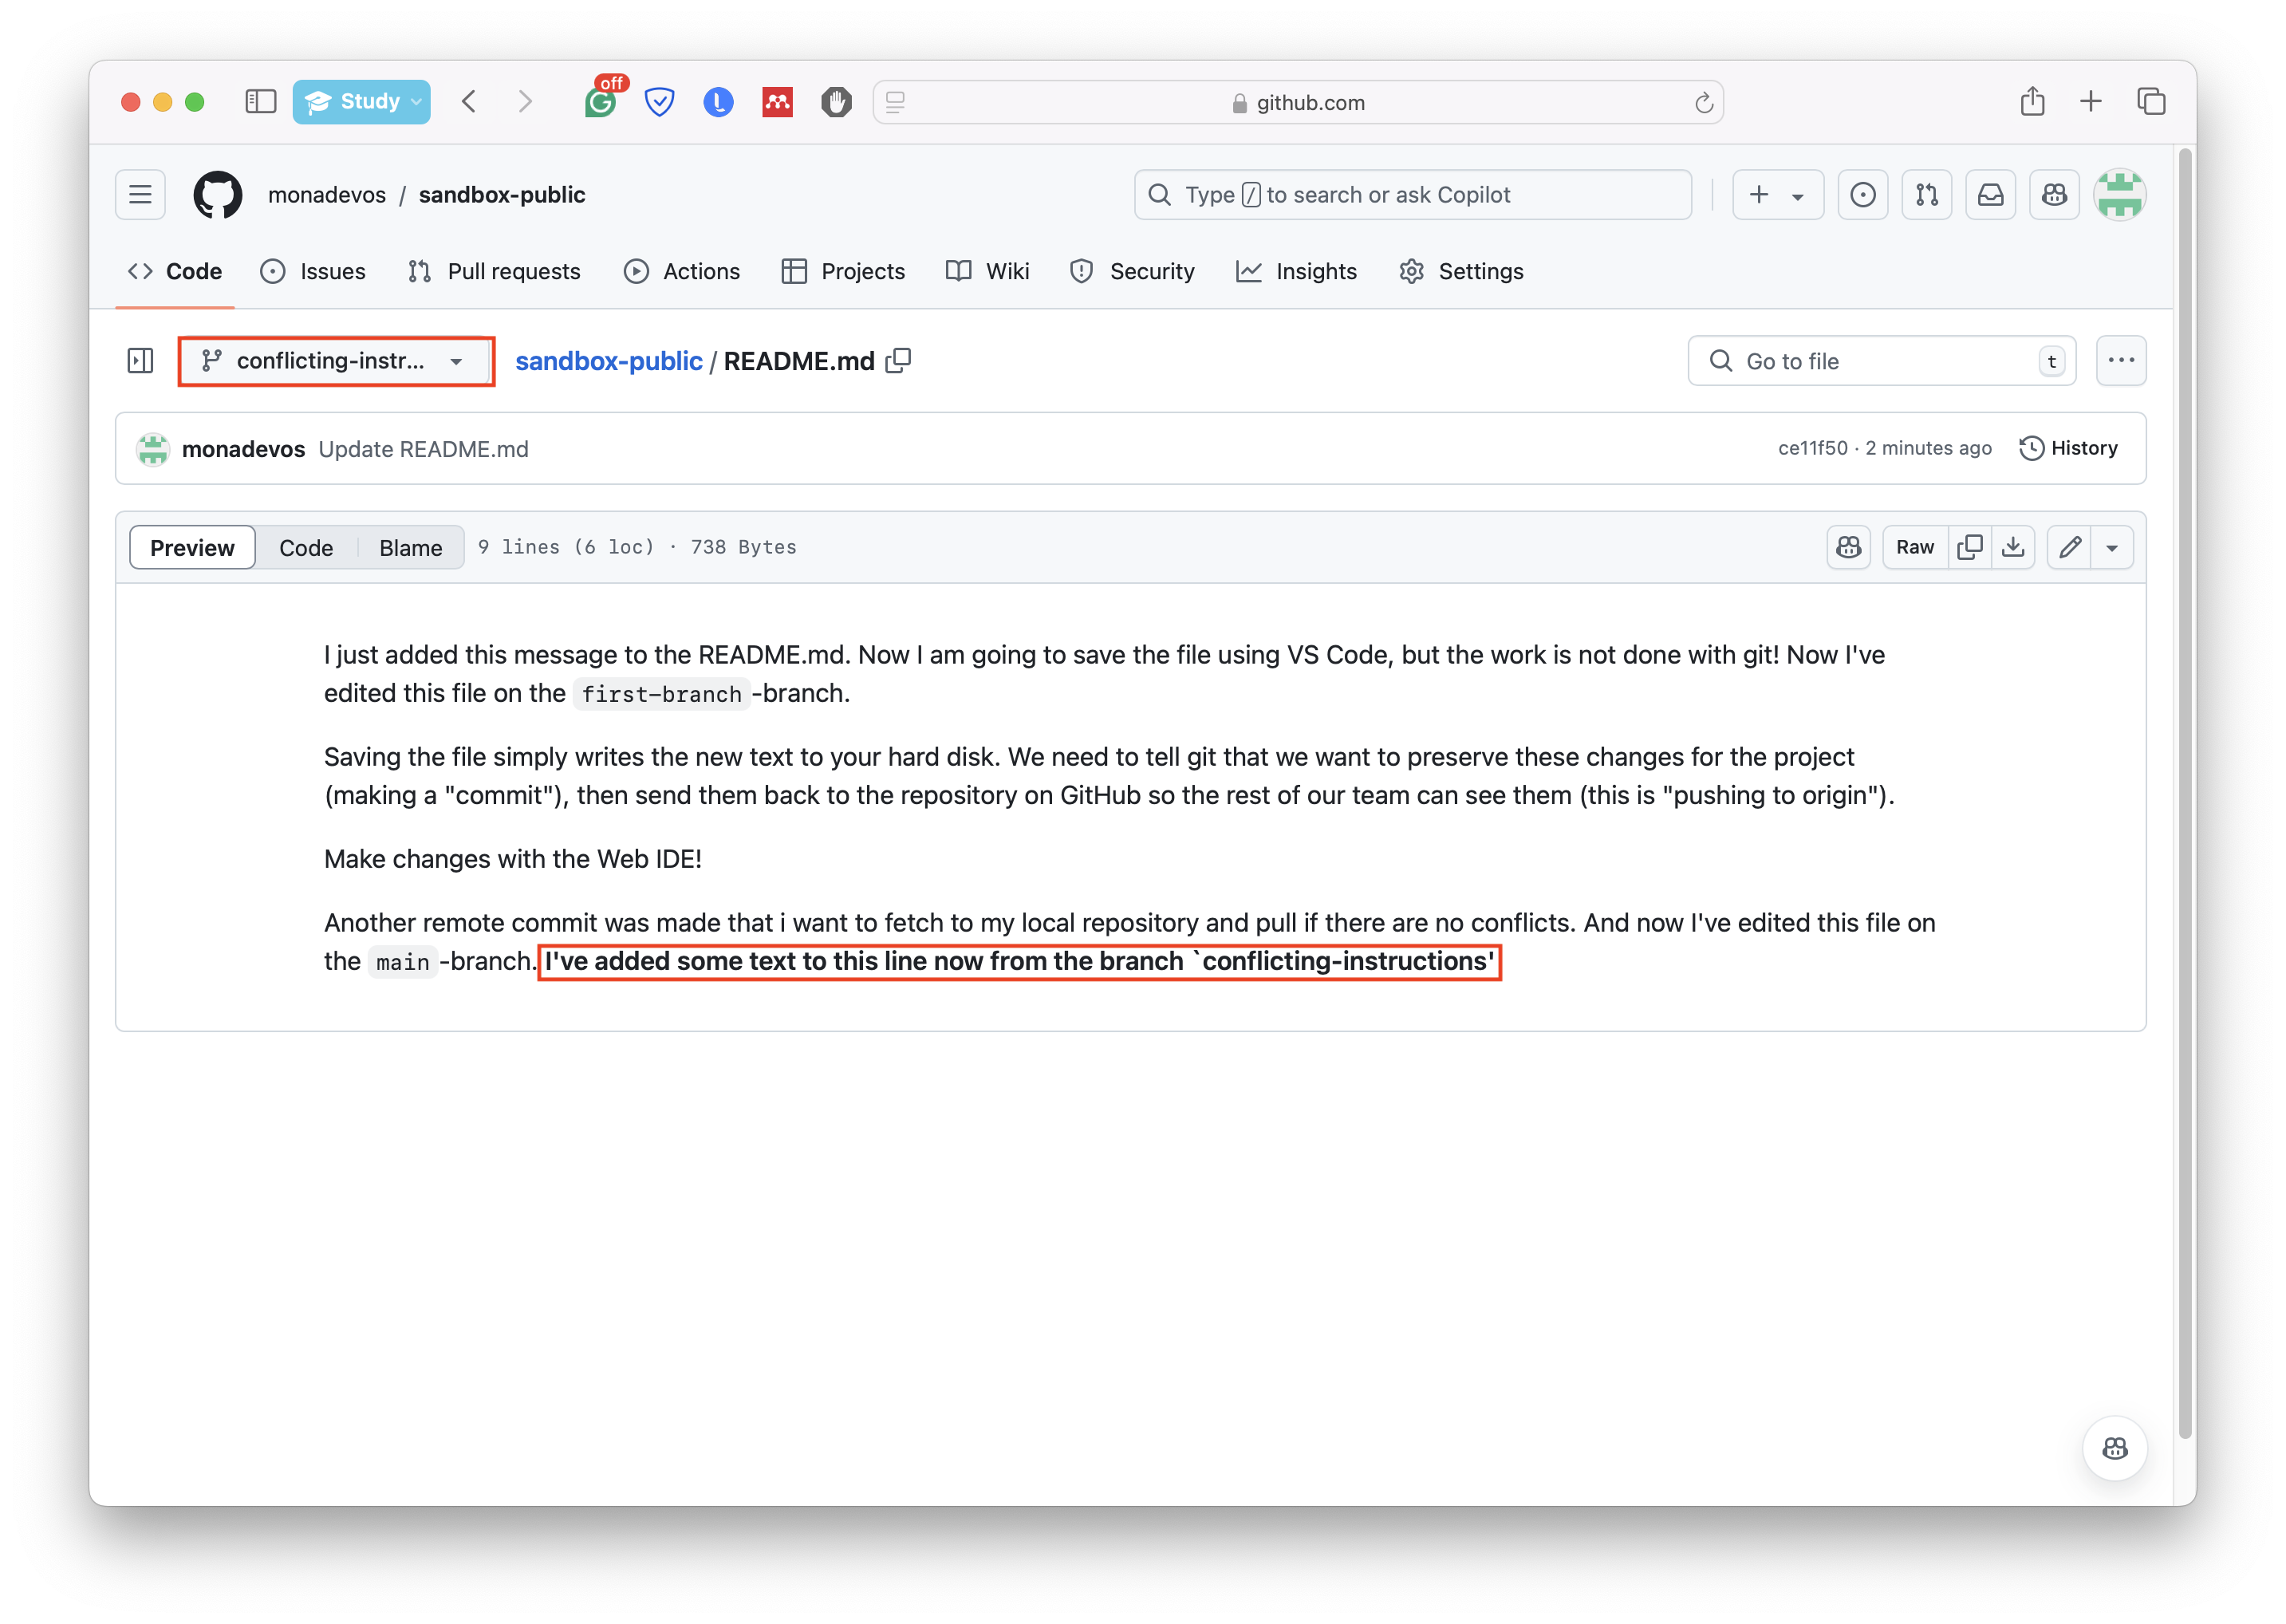 off
Study
github.com
monadevos / sandbox-public
Type / to search or ask Copilot
Code Issues Pull requests Actions Projects Wiki Security Insights Settings
conflicting-instr...
sandbox-public / README.md
Go to file
t
monadevos Update README.md
ce11f50 · 2 minutes ago
History
Preview Code Blame 9 lines (6 loc) · 738 Bytes
Raw
I just added this message to the README.md. Now I am going to save the file using VS Code, but the work is not done with git! Now I've
edited this file on the first-branch -branch.
Saving the file simply writes the new text to your hard disk. We need to tell git that we want to preserve these changes for the project
(making a "commit"), then send them back to the repository on GitHub so the rest of our team can see them (this is "pushing to origin").
Make changes with the Web IDE!
Another remote commit was made that i want to fetch to my local repository and pull if there are no conflicts. And now I've edited this file on
the main -branch. I've added some text to this line now from the branch `conflicting-instructions'